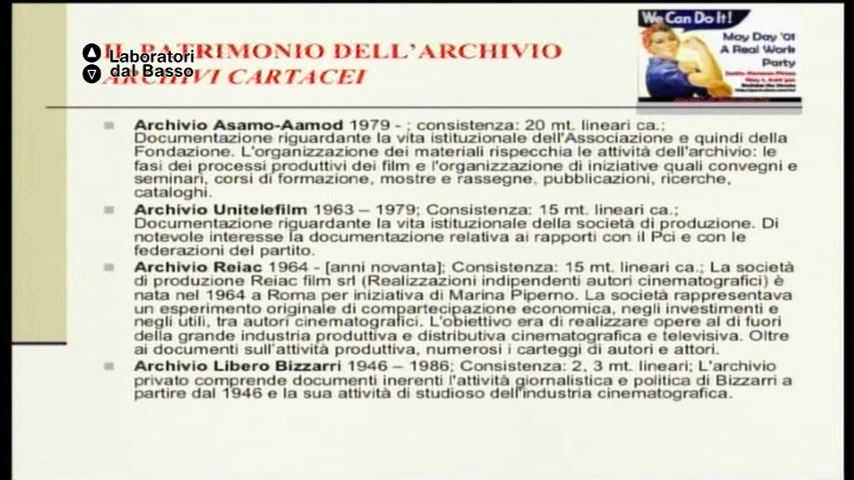 IL PATRIMONIO DELL'ARCHIVIO
ARCHIVI CARTACEI
Laboratori
dal Basso
We Can Do It!
May Day '01
A Real Work
Party
Archivio Asamo-Aamod 1979 - ; consistenza: 20 mt. lineari ca.;
Documentazione riguardante la vita istituzionale dell'Associazione e quindi della
Fondazione. L'organizzazione dei materiali rispecchia le attività dell'archivio: le
fasi dei processi produttivi dei film e l'organizzazione di iniziative quali convegni e
seminari, corsi di formazione, mostre e rassegne, pubblicazioni, ricerche,
cataloghi.
Archivio Unitelefilm 1963 – 1979; Consistenza: 15 mt. lineari ca.;
Documentazione riguardante la vita istituzionale della società di produzione. Di
notevole interesse la documentazione relativa ai rapporti con il Pci e con le
federazioni del partito.
Archivio Reiac 1964 - [anni novanta]; Consistenza: 15 mt. lineari ca.; La società
di produzione Reiac film srl (Realizzazioni indipendenti autori cinematografici) è
nata nel 1964 a Roma per iniziativa di Marina Piperno. La società rappresentava
un esperimento originale di compartecipazione economica, negli investimenti e
negli utili, tra autori cinematografici. L'obiettivo era di realizzare opere al di fuori
della grande industria produttiva e distributiva cinematografica e televisiva. Oltre
ai documenti sull'attività produttiva, numerosi i carteggi di autori e attori.
Archivio Libero Bizzarri 1946 – 1986; Consistenza: 2, 3 mt. lineari; L'archivio
privato comprende documenti inerenti l'attività giornalistica e politica di Bizzarri a
partire dal 1946 e la sua attività di studioso dell'industria cinematografica.